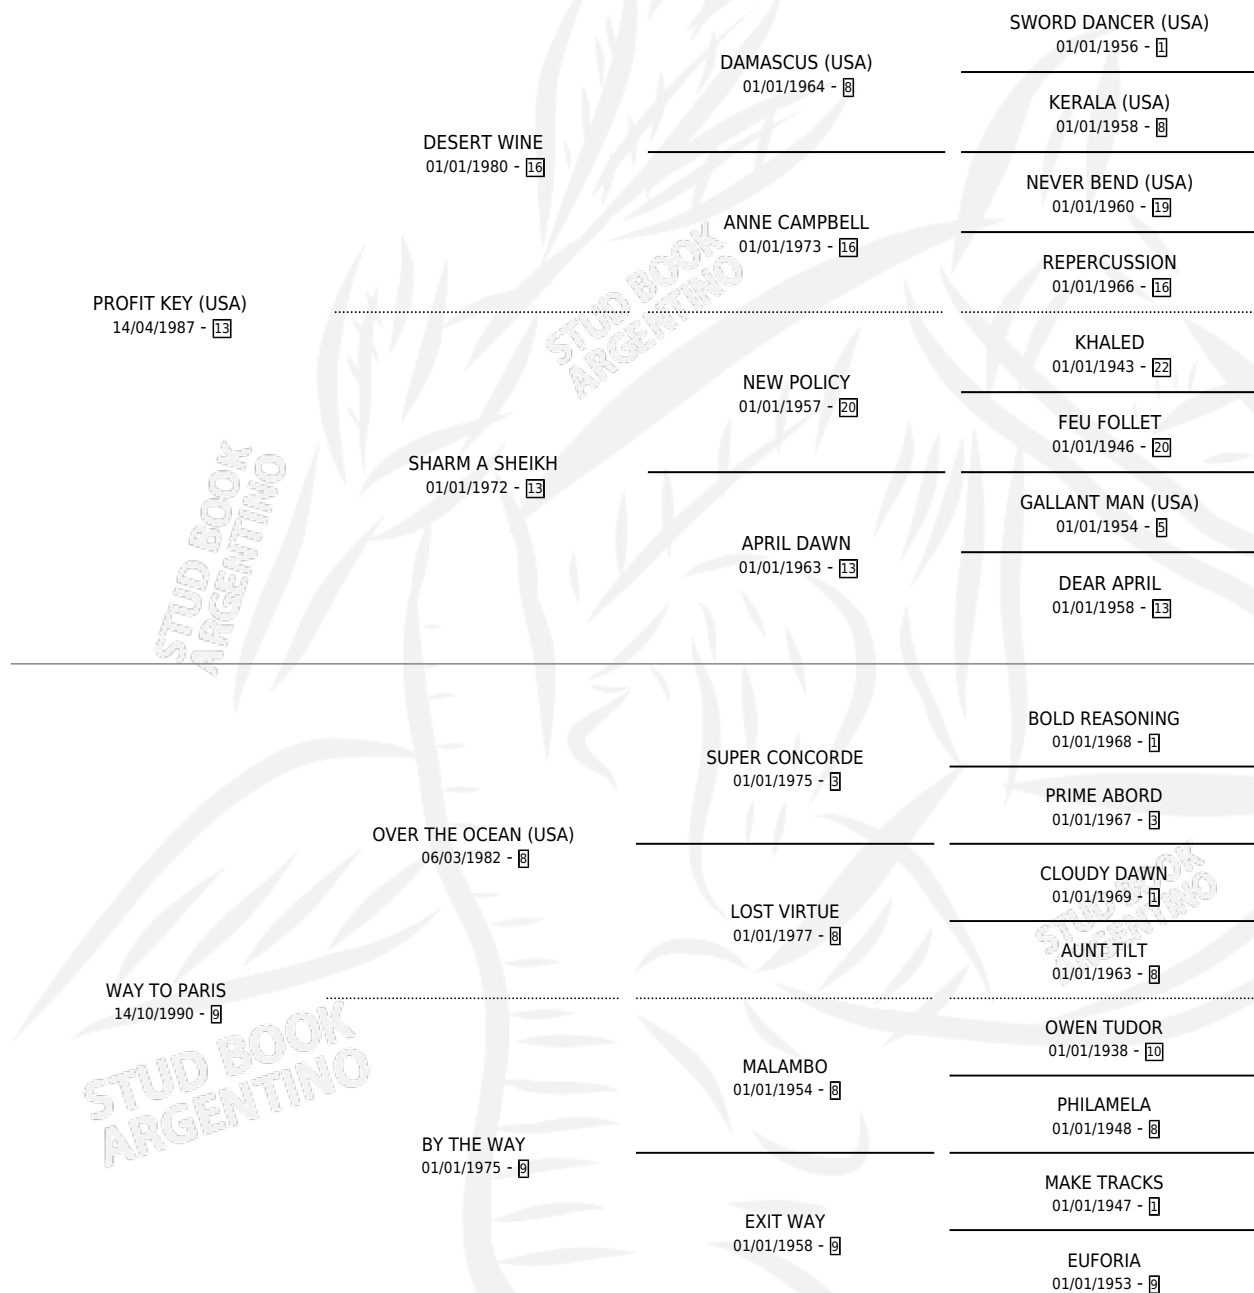 SWORD DANCER (USA)
01/01/1956 - 1
DAMASCUS (USA)
01/01/1964 - 8
KERALA (USA)
01/01/1958 - 8
DESERT WINE
01/01/1980 - 16
NEVER BEND (USA)
01/01/1960 - 19
ANNE CAMPBELL
01/01/1973 - 16
REPERCUSSION
01/01/1966 - 16
PROFIT KEY (USA)
14/04/1987 - 13
KHALED
01/01/1943 - 22
NEW POLICY
01/01/1957 - 20
FEU FOLLET
01/01/1946 - 20
SHARM A SHEIKH
01/01/1972 - 13
GALLANT MAN (USA)
01/01/1954 - 5
APRIL DAWN
01/01/1963 - 13
DEAR APRIL
01/01/1958 - 13
BOLD REASONING
01/01/1968 - 1
SUPER CONCORDE
01/01/1975 - 3
PRIME ABORD
01/01/1967 - 3
OVER THE OCEAN (USA)
06/03/1982 - 8
CLOUDY DAWN
01/01/1969 - 1
LOST VIRTUE
01/01/1977 - 8
AUNT TILT
01/01/1963 - 8
WAY TO PARIS
14/10/1990 - 9
OWEN TUDOR
01/01/1938 - 10
MALAMBO
01/01/1954 - 8
PHILAMELA
01/01/1948 - 8
BY THE WAY
01/01/1975 - 9
MAKE TRACKS
01/01/1947 - 1
EXIT WAY
01/01/1958 - 9
EUFORIA
01/01/1953 - 9
STUD BOOK
ARGENTINO
STUD BOOK
ARGENTINO
STUD BOOK
ARGENTINO
STUD BOOK
ARGENTINO